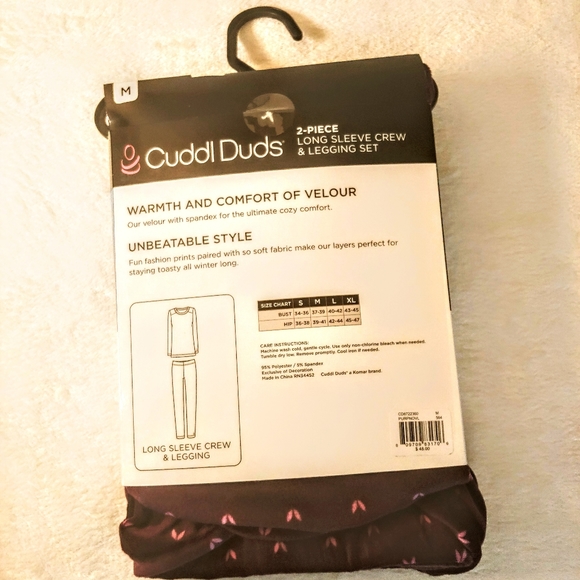 M
Cuddl Duds
2-PIECE
LONG SLEEVE CREW
& LEGGING SET
WARMTH AND COMFORT OF VELOUR
Our velour with spandex for the ultimate cozy comfort.
UNBEATABLE STYLE
Fun fashion prints paired with so soft fabric make our layers perfect for
staying toasty all winter long.
SIZE CHART S M L XL
BUST 34-36 37-39 40-42 43-45
HIP 36-38 39-41 42-44 45-47
CARE INSTRUCTIONS:
Machine wash cold, gentle cycle. Use only non-chlorine bleach when needed.
Tumble dry low. Remove promptly. Cool iron if needed.
95% Polyester / 5% Spandex
Exclusive of Decoration
Made in China RN54452 Cuddl Duds® a Komar brand.
LONG SLEEVE CREW
& LEGGING
M
$ 48.00